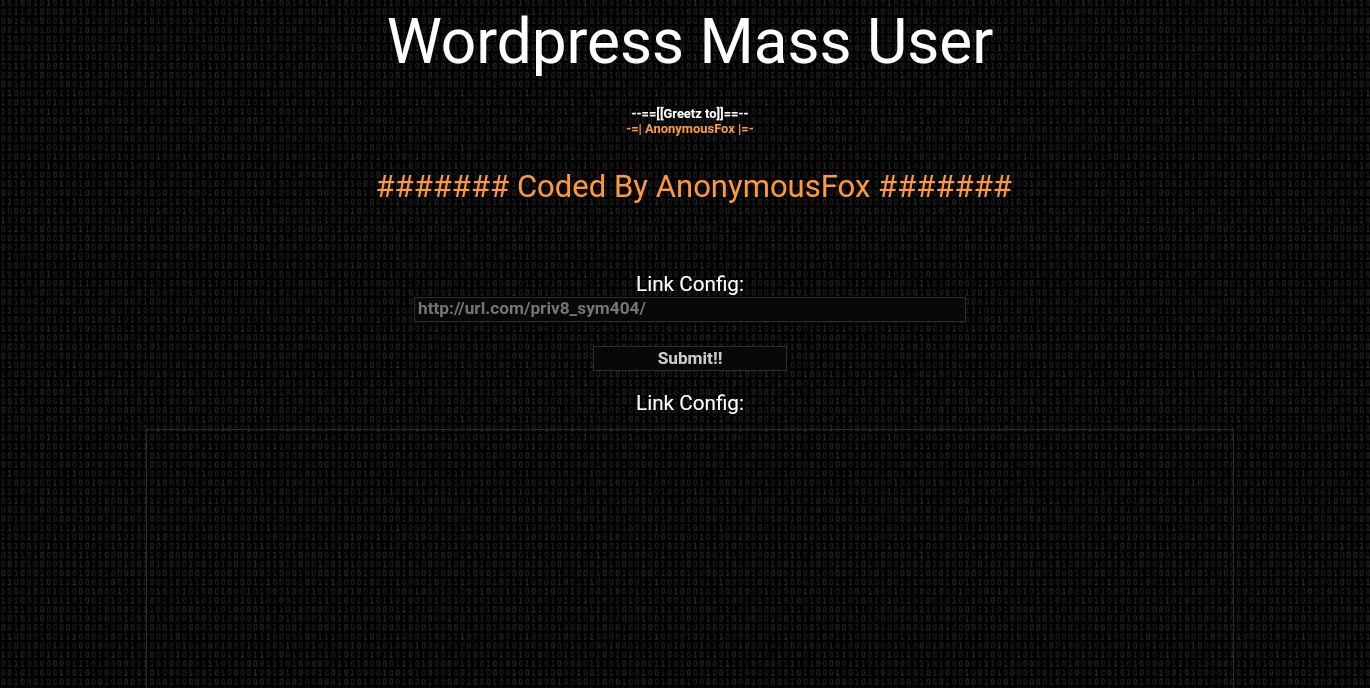 Wordpress Mass User
--==[[Greetz to]]==--
-=| AnonymousFox |=-
####### Coded By AnonymousFox #######
Link Config:
http://url.com/priv8_sym404/
Submit!!
Link Config: